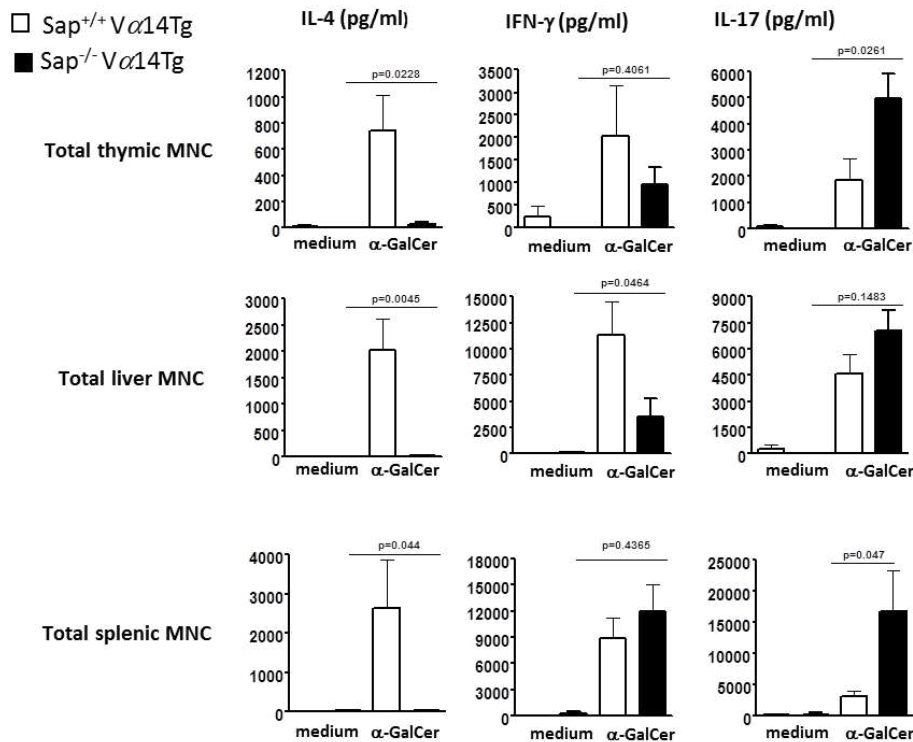 Sap+/+ Vα14Tg
Sap-/- Vα14Tg
IL-4 (pg/ml)
IFN-γ (pg/ml)
IL-17 (pg/ml)
Total thymic MNC
1200
1000
800
600
400
200
0
p=0.0228
medium α-GalCer
3500
3000
2500
2000
1500
1000
500
0
p=0.4061
medium α-GalCer
6000
5000
4000
3000
2000
1000
0
p=0.0261
medium α-GalCer
Total liver MNC
3000
2500
2000
1500
1000
500
0
p=0.0045
medium α-GalCer
15000
12500
10000
7500
5000
2500
0
p=0.0464
medium α-GalCer
9000
7500
6000
4500
3000
1500
0
p=0.1483
medium α-GalCer
Total splenic MNC
4000
3000
2000
1000
0
p=0.044
medium α-GalCer
18000
15000
12000
9000
6000
3000
0
p=0.4365
medium α-GalCer
25000
20000
15000
10000
5000
0
p=0.047
medium α-GalCer